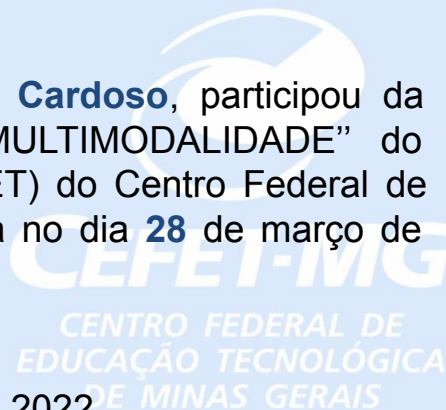 Cardoso, participou da
MULTIMODALIDADE” do
ET) do Centro Federal de
a no dia 28 de março de
CEFET-MG
CENTRO FEDERAL DE
EDUCAÇÃO TECNOLÓGICA
DE MINAS GERAIS
2022